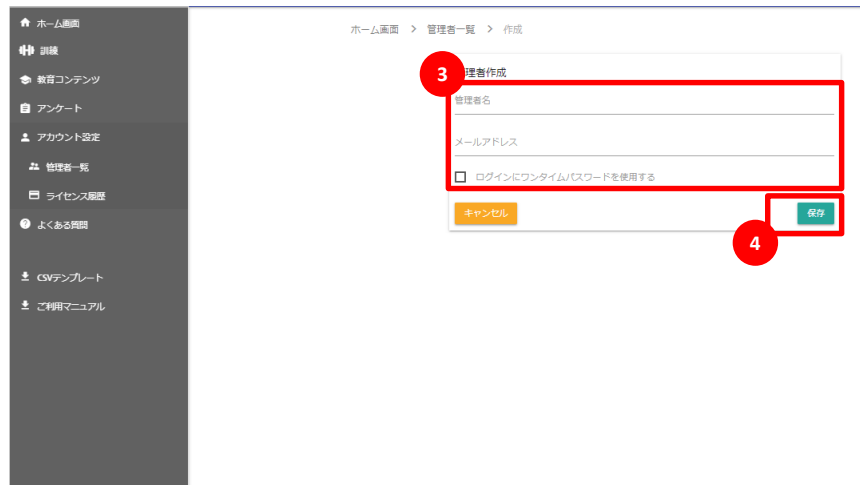 ホーム画面
訓練
教育コンテンツ
アンケート
アカウント設定
管理者一覧
ライセンス履歴
よくある質問
CSVテンプレート
ご利用マニュアル
ホーム画面 > 管理者一覧 > 作成
3
理者作成
管理者名
メールアドレス
ログインにワンタイムパスワードを使用する
キャンセル
保存
4